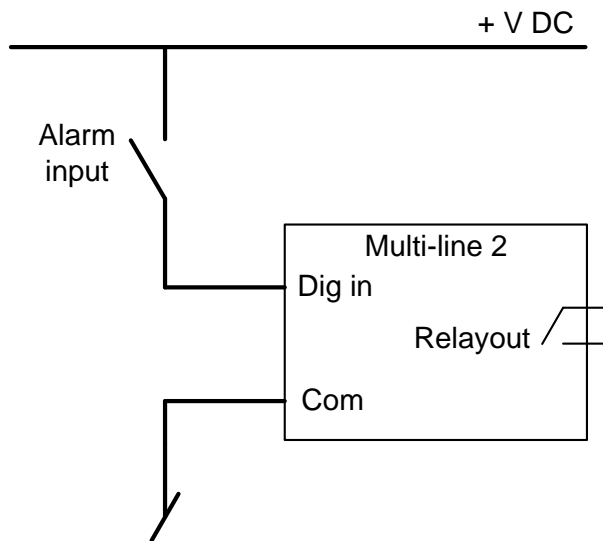 + V DC
Alarm
input
Multi-line 2
Dig in
Relayout
Com